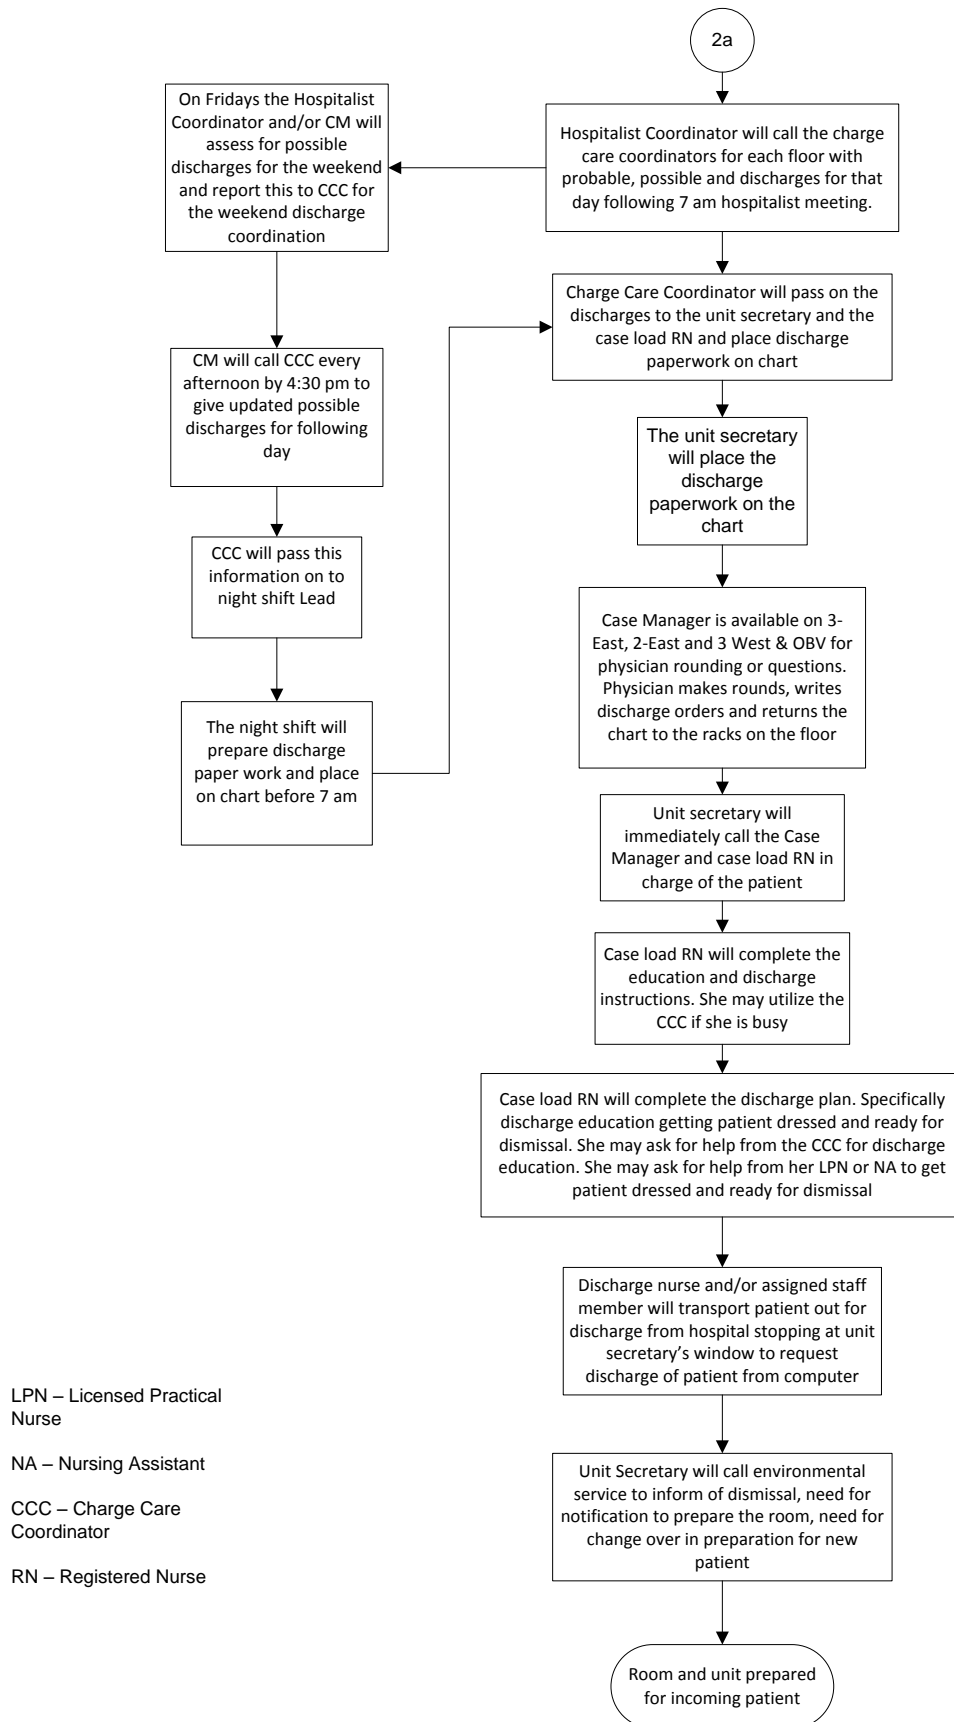 2a
On Fridays the Hospitalist
Coordinator and/or CM will
assess for possible
discharges for the weekend
and report this to CCC for
the weekend discharge
coordination
Hospitalist Coordinator will call the charge
care coordinators for each floor with
probable, possible and discharges for that
day following 7 am hospitalist meeting.
Charge Care Coordinator will pass on the
discharges to the unit secretary and the
case load RN and place discharge
paperwork on chart
CM will call CCC every
afternoon by 4:30 pm to
give updated possible
discharges for following
day
The unit secretary
will place the
discharge
paperwork on the
chart
CCC will pass this
information on to
night shift Lead
Case Manager is available on 3-
East, 2-East and 3 West & OBV for
physician rounding or questions.
Physician makes rounds, writes
discharge orders and returns the
chart to the racks on the floor
The night shift will
prepare discharge
paper work and place
on chart before 7 am
Unit secretary will
immediately call the Case
Manager and case load RN in
charge of the patient
Case load RN will complete the
education and discharge
instructions. She may utilize the
CCC if she is busy
Case load RN will complete the discharge plan. Specifically
discharge education getting patient dressed and ready for
dismissal. She may ask for help from the CCC for discharge
education. She may ask for help from her LPN or NA to get
patient dressed and ready for dismissal
Discharge nurse and/or assigned staff
member will transport patient out for
discharge from hospital stopping at unit
secretary’s window to request
discharge of patient from computer
LPN – Licensed Practical
Nurse
NA – Nursing Assistant
CCC – Charge Care
Coordinator
RN – Registered Nurse
Unit Secretary will call environmental
service to inform of dismissal, need for
notification to prepare the room, need for
change over in preparation for new
patient
Room and unit prepared
for incoming patient